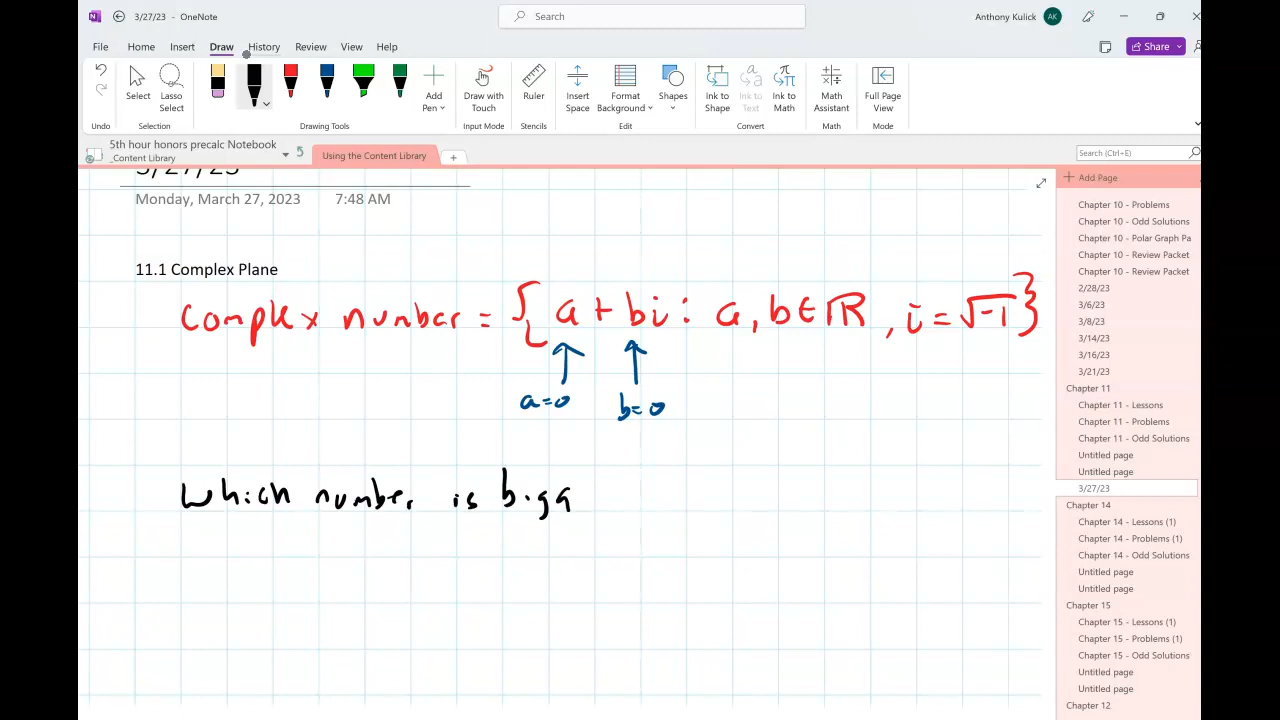 3/27/23 - OneNote
Search
Anthony Kulick
AK
File Home Insert Draw History Review View Help
Share
Select
Lasso Select
Add Pen
Draw with Touch
Ruler
Insert Space
Format Background
Shapes
Ink to Shape
Ink to Text
Ink to Math
Math Assistant
Full Page View
Undo Selection Drawing Tools Input Mode Stencils Edit Convert Math Mode
5th hour honors precalc Notebook
_Content Library
Using the Content Library
Search (Ctrl+E)
Add Page
3/27/23
Monday, March 27, 2023 7:48 AM
11.1 Complex Plane
Complex number = { a + bi : a, b ∈ ℝ, i = √-1 }
a=0 b=0
Which number is bigg
Chapter 10 - Problems
Chapter 10 - Odd Solutions
Chapter 10 - Polar Graph Pa
Chapter 10 - Review Packet
Chapter 10 - Review Packet
2/28/23
3/6/23
3/8/23
3/14/23
3/16/23
3/21/23
Chapter 11
Chapter 11 - Lessons
Chapter 11 - Problems
Chapter 11 - Odd Solutions
Untitled page
Untitled page
3/27/23
Chapter 14
Chapter 14 - Lessons (1)
Chapter 14 - Problems (1)
Chapter 14 - Odd Solutions
Untitled page
Untitled page
Chapter 15
Chapter 15 - Lessons (1)
Chapter 15 - Problems (1)
Chapter 15 - Odd Solutions
Untitled page
Untitled page
Chapter 12